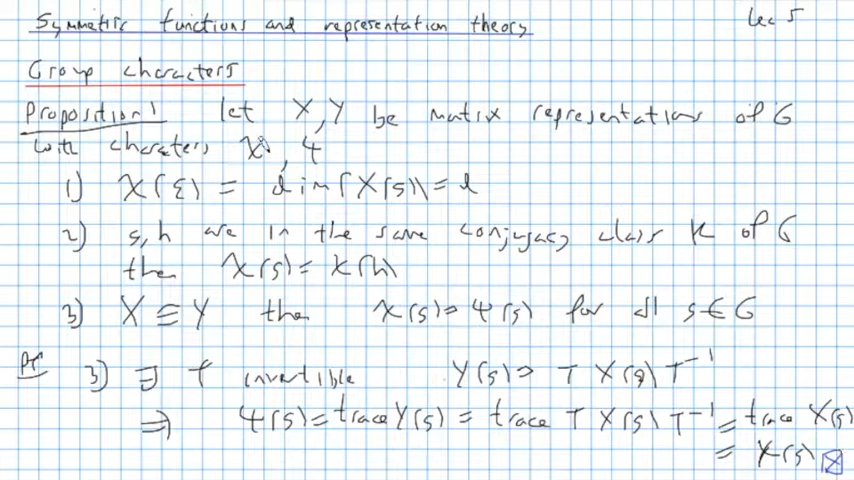 Symmetric functions and representation theory Lec 5
Group characters
Proposition 1 let X, Y be matrix representations of G
with characters χ, ψ
1) χ(ε) = dim(X(g)) = d
2) g, h are in the same conjugacy class K of G
then χ(g) = χ(h)
3) X ≅ Y then χ(g) = ψ(g) for all g ∈ G
Pf 3) ∃ T invertible Y(g) = T X(g) T⁻¹
⇒ ψ(g) = trace Y(g) = trace T X(g) T⁻¹ = trace X(g)
= χ(g) ☒